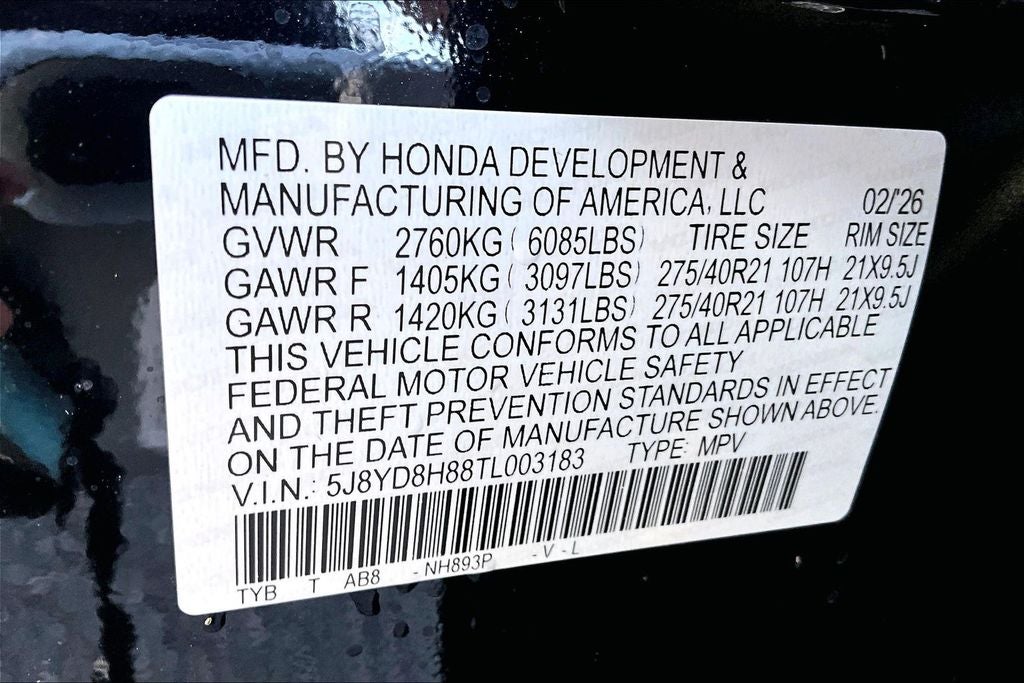 MFD. BY HONDA DEVELOPMENT &
MANUFACTURING OF AMERICA, LLC 02/'26
GVWR 2760KG ( 6085LBS) TIRE SIZE RIM SIZE
GAWR F 1405KG ( 3097LBS) 275/40R21 107H 21X9.5J
GAWR R 1420KG ( 3131LBS) 275/40R21 107H 21X9.5J
THIS VEHICLE CONFORMS TO ALL APPLICABLE
FEDERAL MOTOR VEHICLE SAFETY
AND THEFT PREVENTION STANDARDS IN EFFECT
ON THE DATE OF MANUFACTURE SHOWN ABOVE.
V.I.N.: 5J8YD8H88TL003183 TYPE: MPV
TYB T AB8 - NH893P - V - L